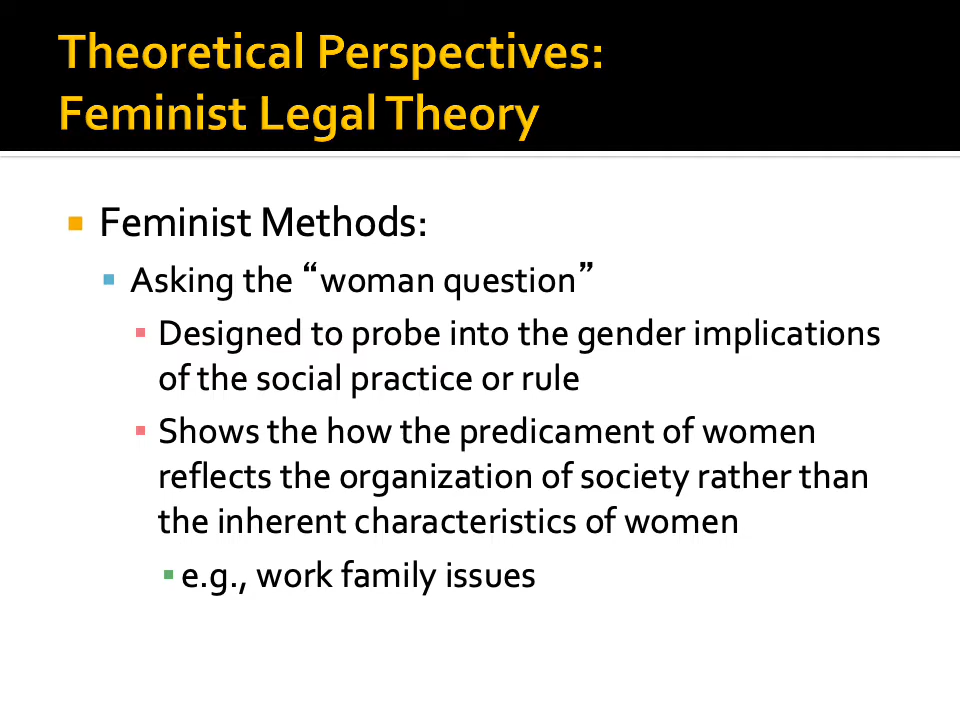 Theoretical Perspectives:
Feminist Legal Theory
Feminist Methods:
Asking the “woman question”
Designed to probe into the gender implications
of the social practice or rule
Shows the how the predicament of women
reflects the organization of society rather than
the inherent characteristics of women
e.g., work family issues